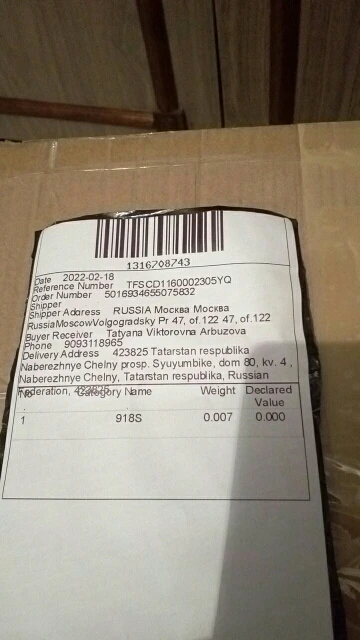 1316708743
Date 2022-02-18
Reference Number TFSCD1160002305YQ
Order Number 5016934655075832
Shipper
Shipper Address RUSSIA Москва Москва
RussiaMoscowVolgogradsky Pr 47, of.122 47, of.122
Buyer Receiver Tatyana Viktorovna Arbuzova
Phone 9093118965
Delivery Address 423825 Tatarstan respublika
Naberezhnye Chelny prosp. Syuyumbike, dom 80, kv. 4 ,
Naberezhnye Chelny, Tatarstan respublika, Russian
Federation, 423825
No Category Name Weight Declared
Value
1 918S 0.007 0.000